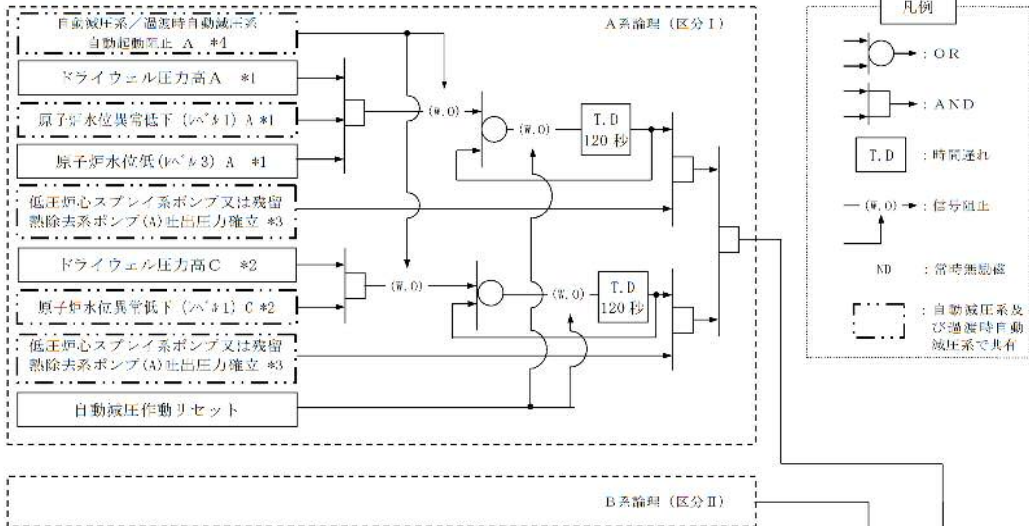 自動減圧系／過渡時自動減圧系
自動起動阻止 A *4
A系論理（区分Ⅰ）
ドライウェル圧力高A *1
原子炉水位異常低下（レベル1）A *1
原子炉水位低（レベル3）A *1
低圧炉心スプレイ系ポンプ又は残留
熱除去系ポンプ(A)吐出圧力確立 *3
ドライウェル圧力高C *2
原子炉水位異常低下（レベル1）C *2
低圧炉心スプレイ系ポンプ又は残留
熱除去系ポンプ(A)吐出圧力確立 *3
自動減圧作動リセット
(W.O)
(W.O)
T.D
120 秒
(W.O)
(W.O)
T.D
120 秒
B系論理（区分Ⅱ）
凡例
：OR
：AND
T.D ：時間遅れ
(W.O) ：信号阻止
ND ：常時無励磁
：自動減圧系及
び過渡時自動
減圧系で共有